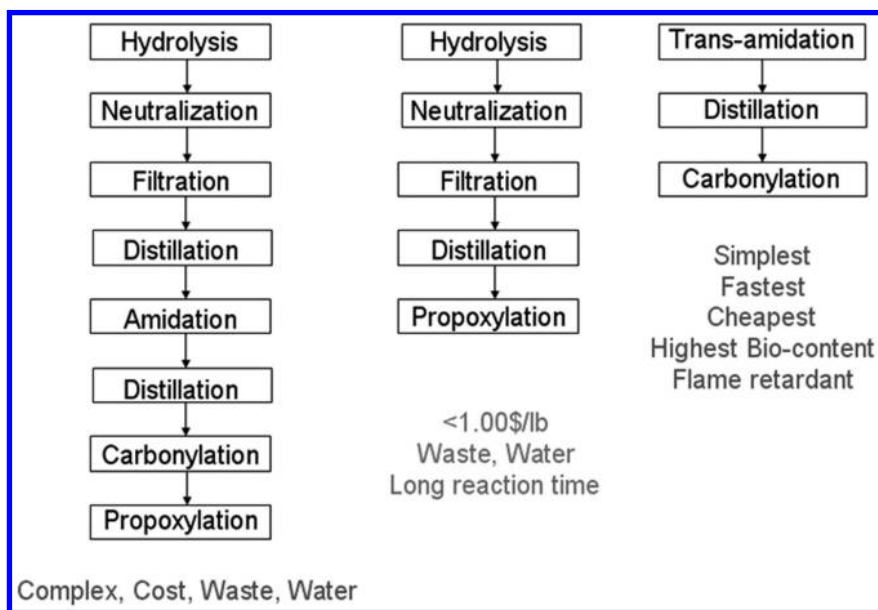 Hydrolysis
Neutralization
Filtration
Distillation
Amidation
Distillation
Carbonylation
Propoxylation
Complex, Cost, Waste, Water
Hydrolysis
Neutralization
Filtration
Distillation
Propoxylation
<1.00$/lb
Waste, Water
Long reaction time
Trans-amidation
Distillation
Carbonylation
Simplest
Fastest
Cheapest
Highest Bio-content
Flame retardant